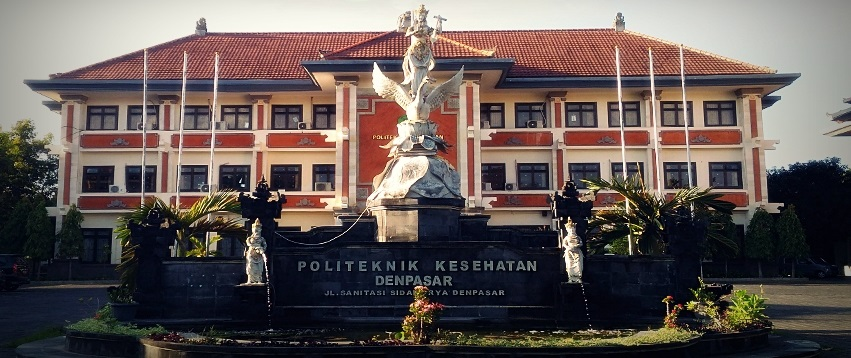 POLITEKNIK KESEHATAN
DENPASAR
JL.SANITASI SIDAKARYA DENPASAR